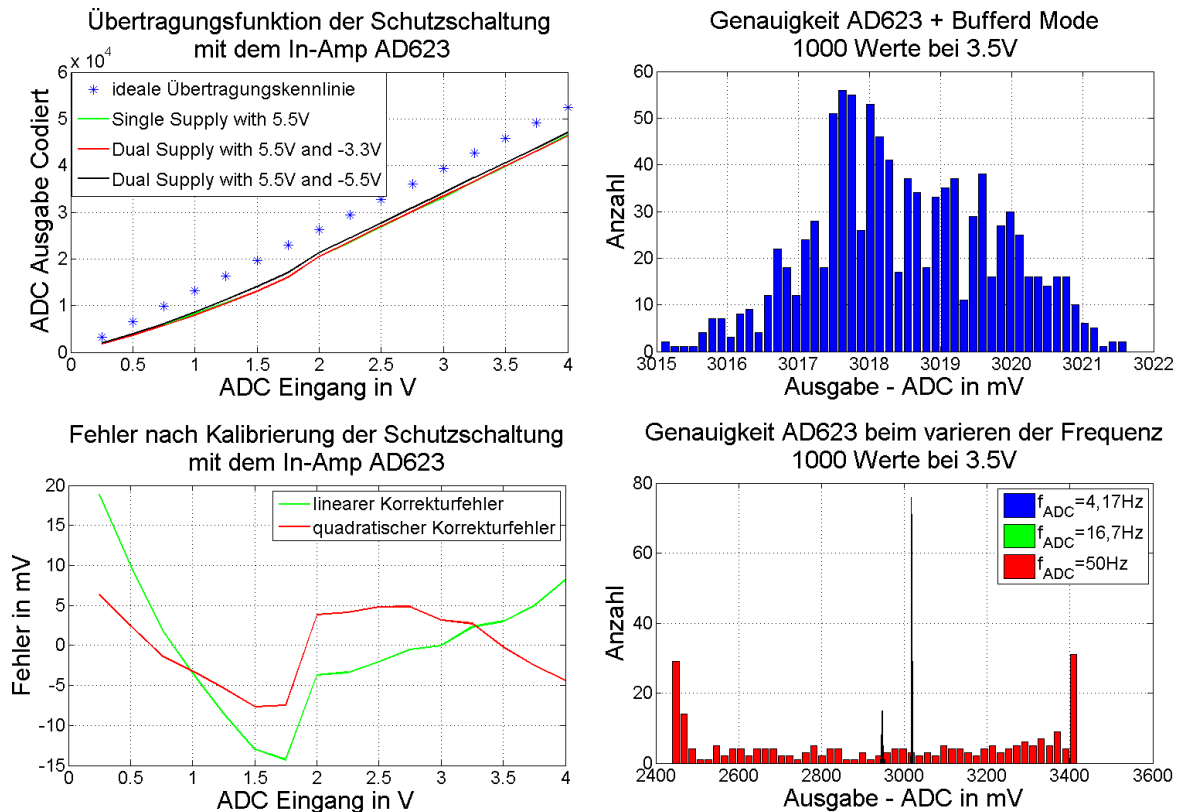 Übertragungsfunktion der Schutzschaltung
mit dem In-Amp AD623
x 10^4
6
5
4
3
2
1
0
ADC Ausgabe Codiert
ideale Übertragungskennlinie
Single Supply with 5.5V
Dual Supply with 5.5V and -3.3V
Dual Supply with 5.5V and -5.5V
0 0.5 1 1.5 2 2.5 3 3.5 4
ADC Eingang in V
Genauigkeit AD623 + Bufferd Mode
1000 Werte bei 3.5V
60
50
40
30
20
10
0
Anzahl
3015 3016 3017 3018 3019 3020 3021 3022
Ausgabe - ADC in mV
Fehler nach Kalibrierung der Schutzschaltung
mit dem In-Amp AD623
20
15
10
5
0
-5
-10
-15
Fehler in mV
linearer Korrekturfehler
quadratischer Korrekturfehler
0 0.5 1 1.5 2 2.5 3 3.5 4
ADC Eingang in V
Genauigkeit AD623 beim varieren der Frequenz
1000 Werte bei 3.5V
80
60
40
20
0
Anzahl
f_ADC=4,17Hz
f_ADC=16,7Hz
f_ADC=50Hz
2400 2600 2800 3000 3200 3400 3600
Ausgabe - ADC in mV